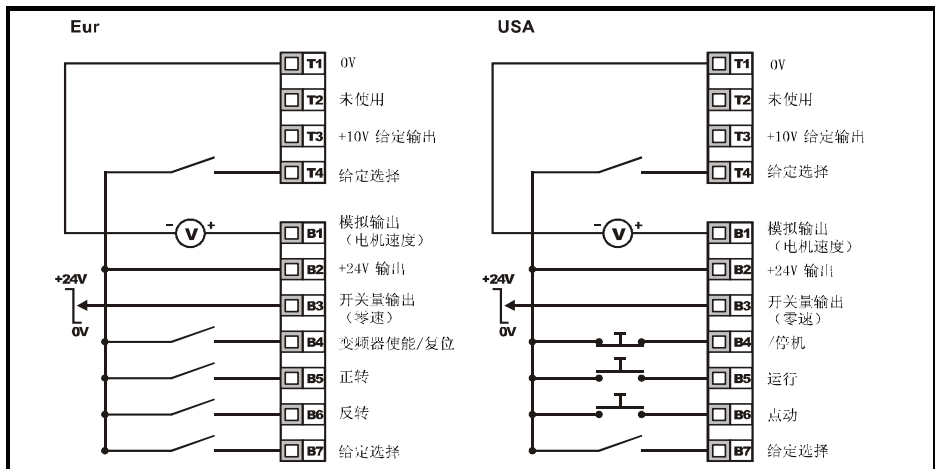 Eur
T1 0V
T2 未使用
T3 +10V 给定输出
T4 给定选择
- V +
B1 模拟输出
（电机速度）
B2 +24V 输出
+24V
B3 开关量输出
（零速）
0V
B4 变频器使能/复位
B5 正转
B6 反转
B7 给定选择
USA
T1 0V
T2 未使用
T3 +10V 给定输出
T4 给定选择
- V +
B1 模拟输出
（电机速度）
B2 +24V 输出
+24V
B3 开关量输出
（零速）
0V
B4 /停机
B5 运行
B6 点动
B7 给定选择